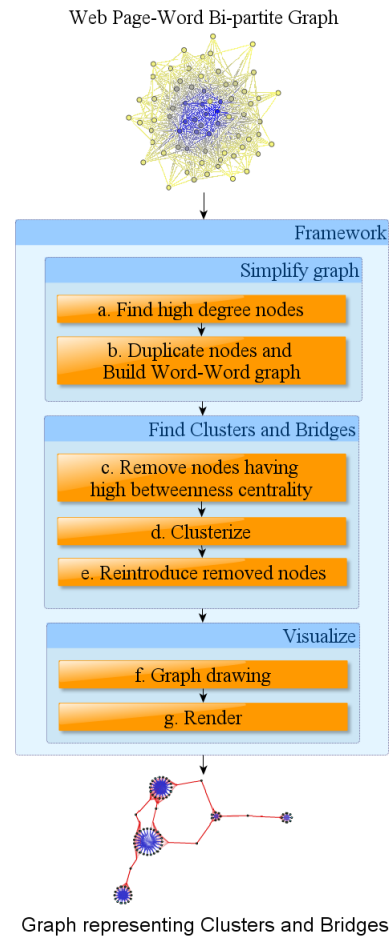 Web Page-Word Bi-partite Graph
Framework
Simplify graph
a. Find high degree nodes
b. Duplicate nodes and
Build Word-Word graph
Find Clusters and Bridges
c. Remove nodes having
high betweenness centrality
d. Clusterize
e. Reintroduce removed nodes
Visualize
f. Graph drawing
g. Render
Graph representing Clusters and Bridges